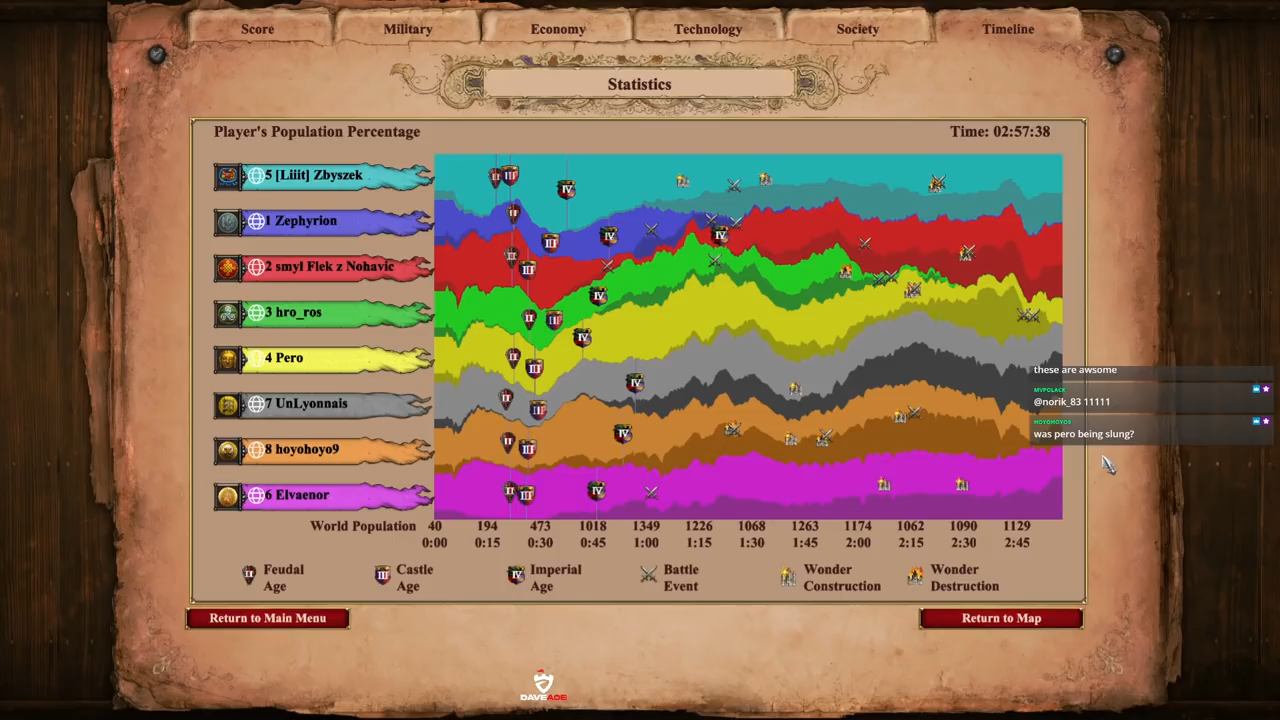 Score Military Economy Technology Society Timeline
Statistics
Player's Population Percentage Time: 02:57:38
5 [Liiit] Zbyszek
1 Zephyrion
2 smyl Flek z Nohavic
3 hro_ros
4 Pero
7 UnLyonnais
8 hoyohoyo9
6 Elvaenor
these are awsome
MVPOLACK
@norik_83 11111
HOYOHOYO9
was pero being slung?
World Population 40 194 473 1018 1349 1226 1068 1263 1174 1062 1090 1129
0:00 0:15 0:30 0:45 1:00 1:15 1:30 1:45 2:00 2:15 2:30 2:45
II Feudal Age
III Castle Age
IV Imperial Age
Battle Event
Wonder Construction
Wonder Destruction
Return to Main Menu Return to Map
DAVEAOE